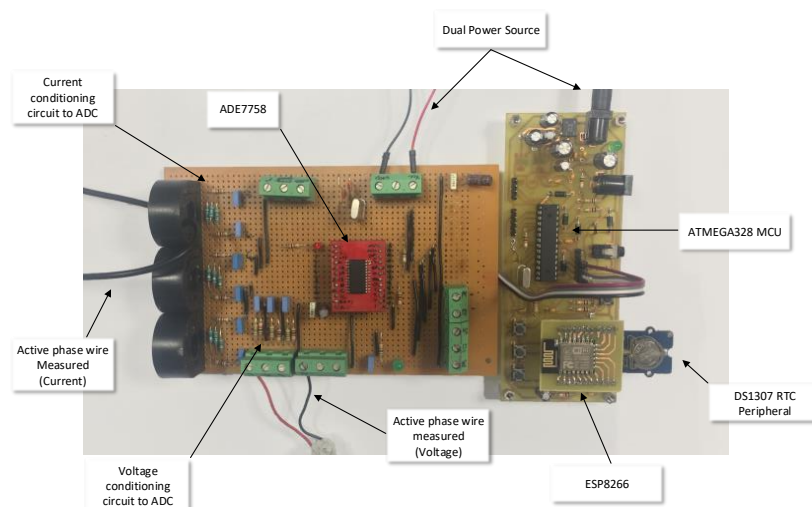 Dual Power Source
Current
conditioning
circuit to ADC
ADE7758
ATMEGA328 MCU
Active phase wire
Measured
(Current)
DS1307 RTC
Peripheral
Active phase wire
measured
(Voltage)
Voltage
conditioning
circuit to ADC
ESP8266